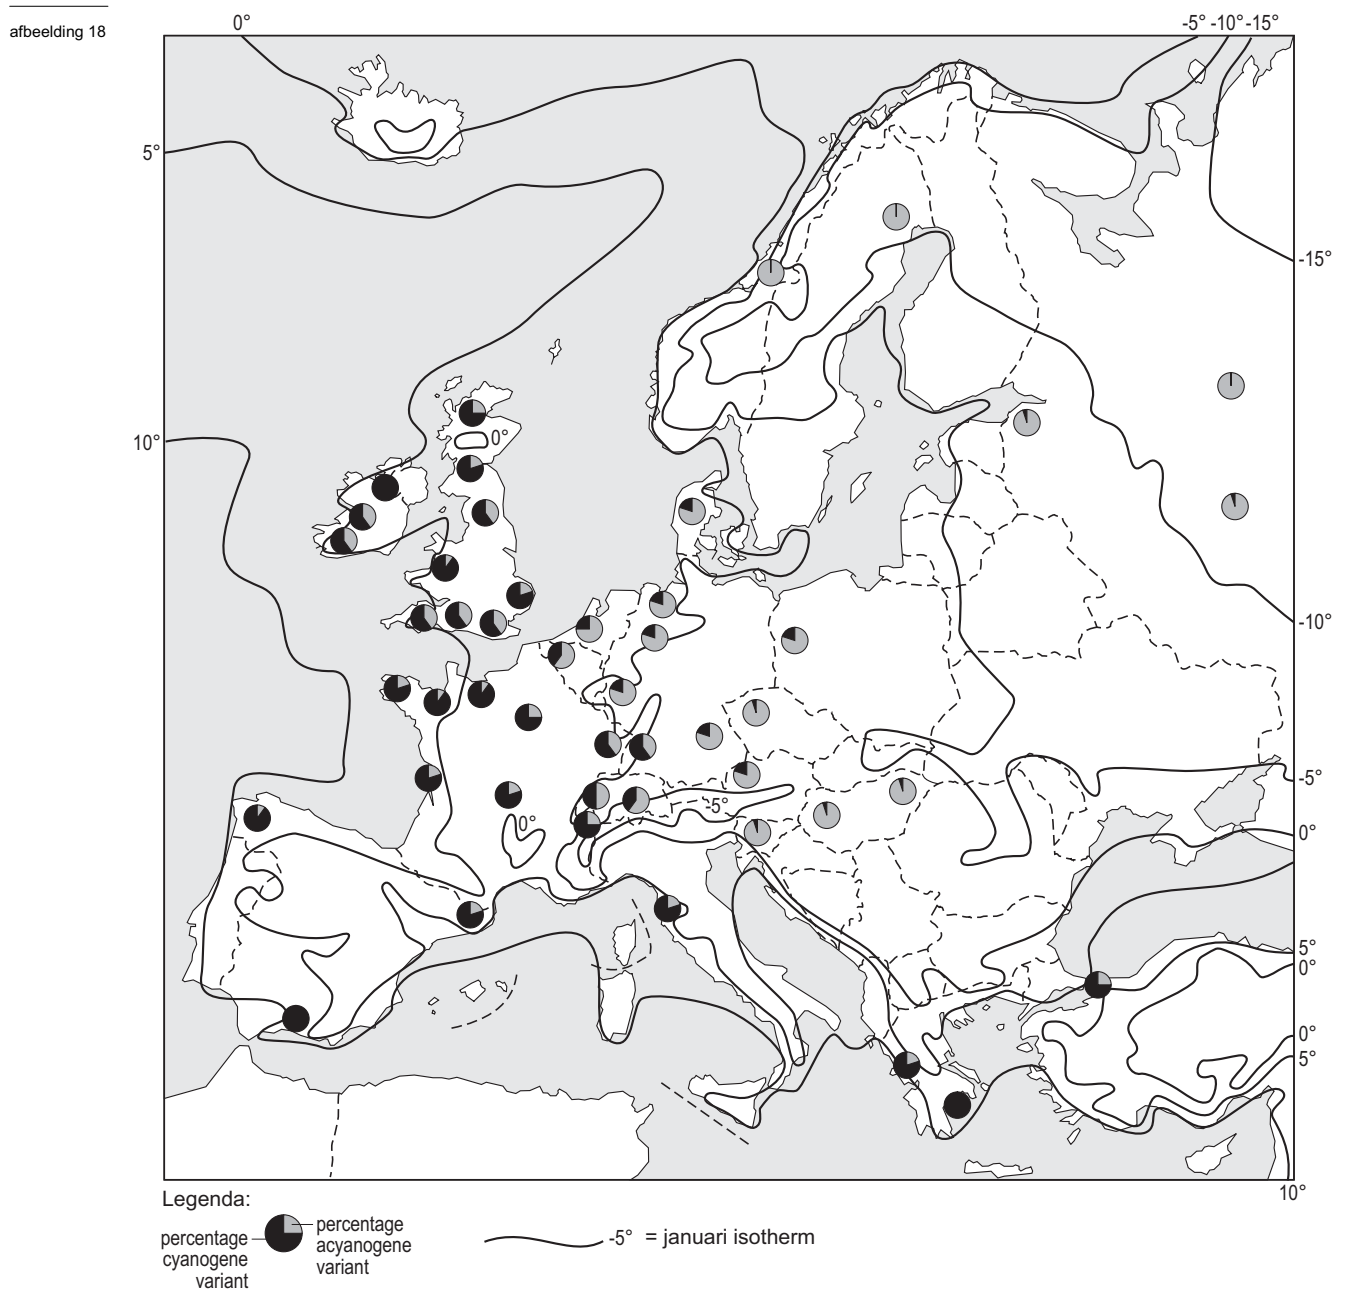 afbeelding 18
0°
-5° -10° -15°
5°
-15°
10°
0°
-10°
-5°
-5°
0°
0°
5°
0°
0°
5°
10°
Legenda:
percentage
cyanogene
variant
percentage
acyanogene
variant
-5° = januari isotherm